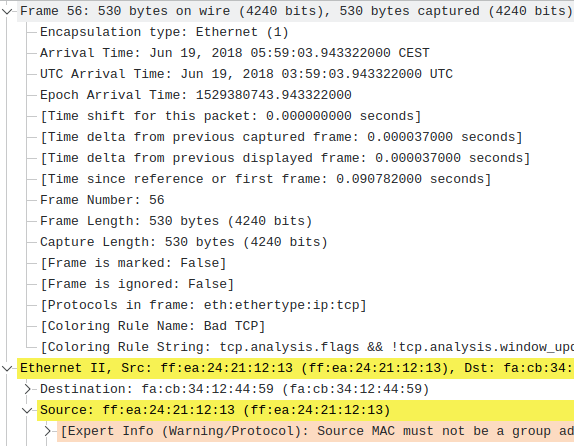 Frame 56: 530 bytes on wire (4240 bits), 530 bytes captured (4240 bits)
Encapsulation type: Ethernet (1)
Arrival Time: Jun 19, 2018 05:59:03.943322000 CEST
UTC Arrival Time: Jun 19, 2018 03:59:03.943322000 UTC
Epoch Arrival Time: 1529380743.943322000
[Time shift for this packet: 0.000000000 seconds]
[Time delta from previous captured frame: 0.000037000 seconds]
[Time delta from previous displayed frame: 0.000037000 seconds]
[Time since reference or first frame: 0.090782000 seconds]
Frame Number: 56
Frame Length: 530 bytes (4240 bits)
Capture Length: 530 bytes (4240 bits)
[Frame is marked: False]
[Frame is ignored: False]
[Protocols in frame: eth:ethertype:ip:tcp]
[Coloring Rule Name: Bad TCP]
[Coloring Rule String: tcp.analysis.flags && !tcp.analysis.window_upd
Ethernet II, Src: ff:ea:24:21:12:13 (ff:ea:24:21:12:13), Dst: fa:cb:34:
Destination: fa:cb:34:12:44:59 (fa:cb:34:12:44:59)
Source: ff:ea:24:21:12:13 (ff:ea:24:21:12:13)
[Expert Info (Warning/Protocol): Source MAC must not be a group ad